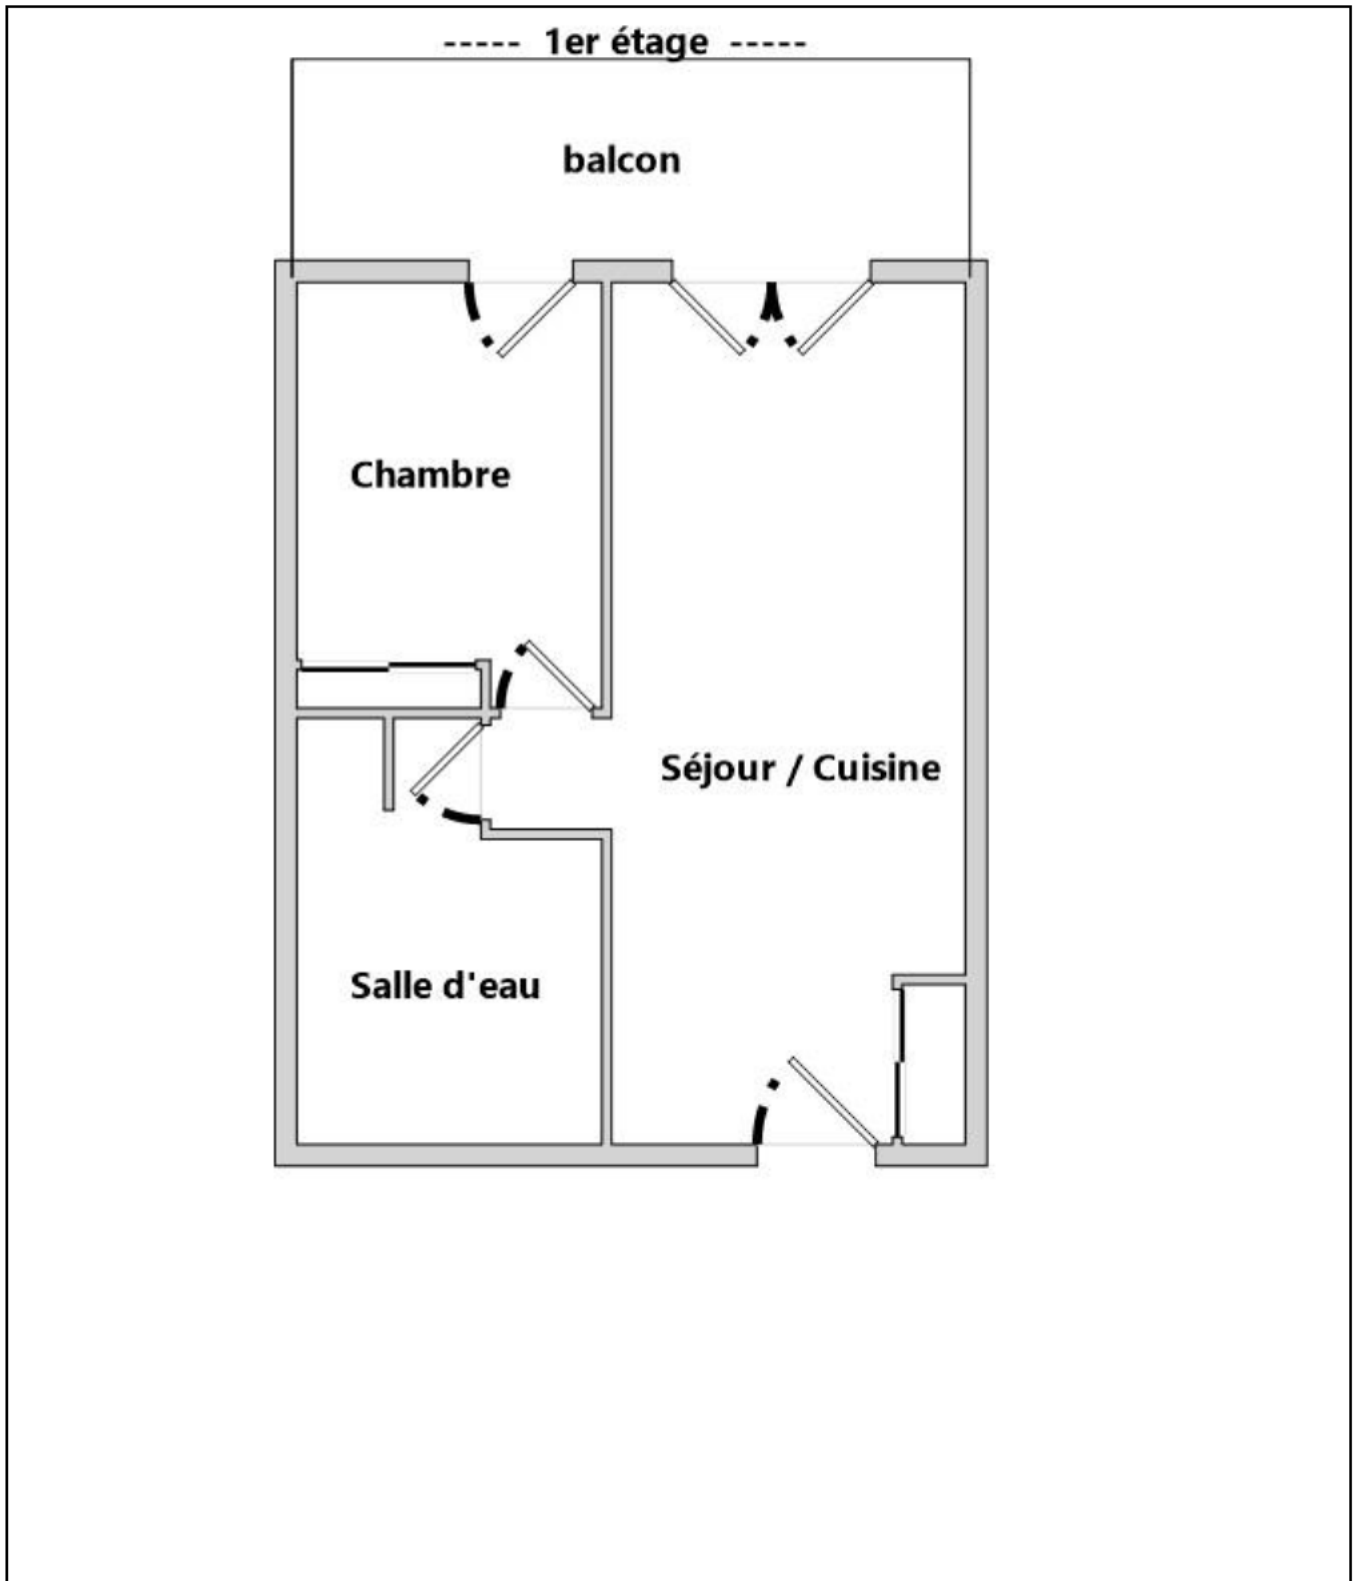 ----- 1er étage -----
balcon
Chambre
Séjour / Cuisine
Salle d'eau